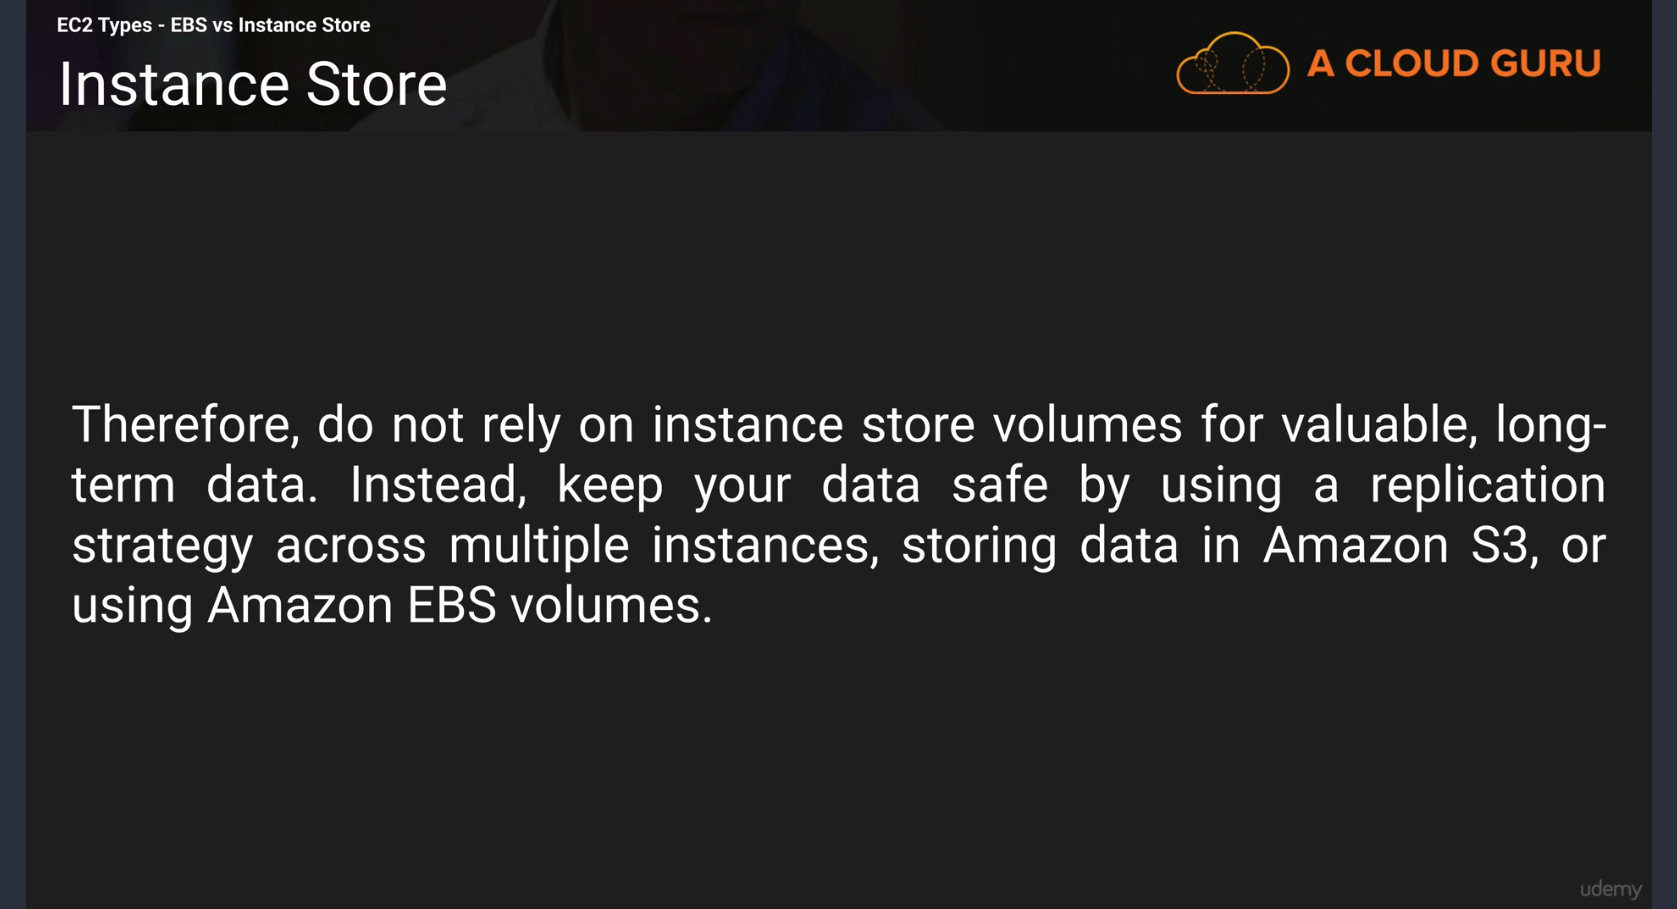 EC2 Types - EBS vs Instance Store
Instance Store
A CLOUD GURU
Therefore, do not rely on instance store volumes for valuable, long-
term data. Instead, keep your data safe by using a replication
strategy across multiple instances, storing data in Amazon S3, or
using Amazon EBS volumes.
udemy